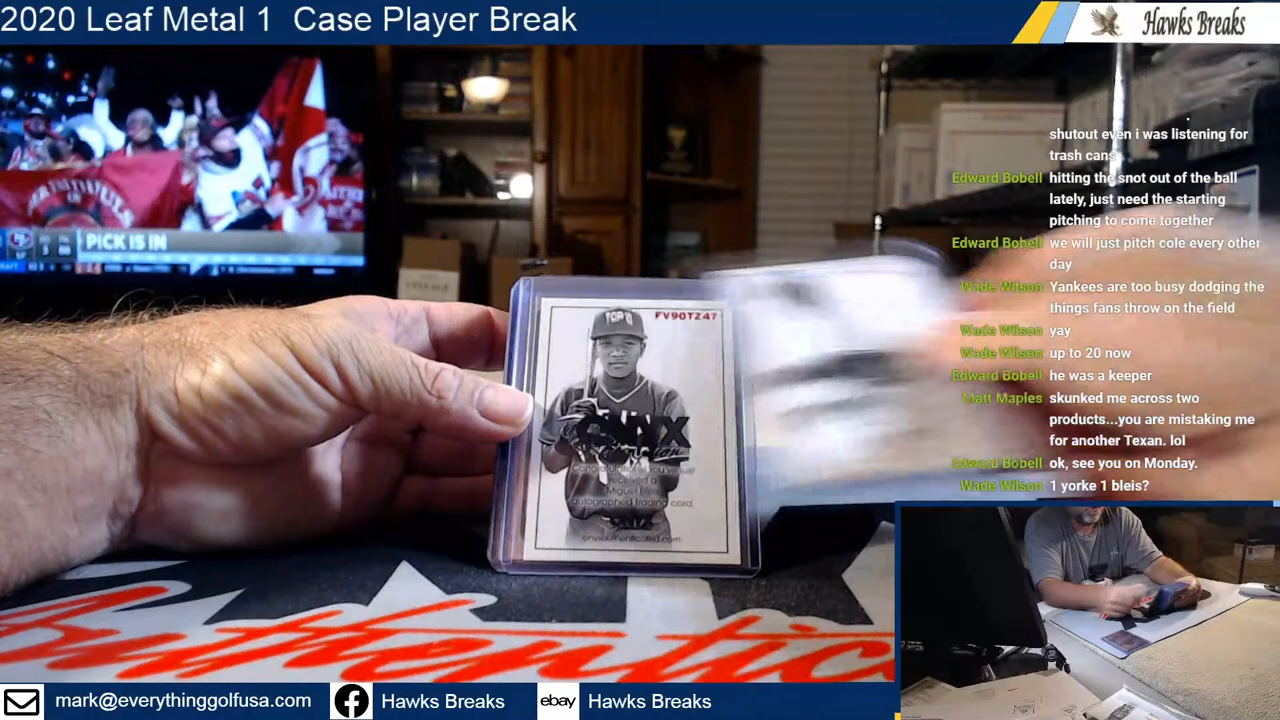 2020 Leaf Metal 1 Case Player Break
Hawks Breaks
PICK IS IN
TOP'O
FV90TZ47
ONYX
Congratulations! You've just
received a
Miguel Bleis
autographed trading card.
onyxauthenticated.com
Authentic
shutout even i was listening for
trash cans
Edward Bobell hitting the snot out of the ball
lately, just need the starting
pitching to come together
Edward Bobell we will just pitch cole every other
day
Wade Wilson Yankees are too busy dodging the
things fans throw on the field
Wade Wilson yay
Wade Wilson up to 20 now
Edward Bobell he was a keeper
Matt Maples skunked me across two
products...you are mistaking me
for another Texan. lol
Edward Bobell ok, see you on Monday.
Wade Wilson 1 yorke 1 bleis?
mark@everythinggolfusa.com
Hawks Breaks
ebay
Hawks Breaks